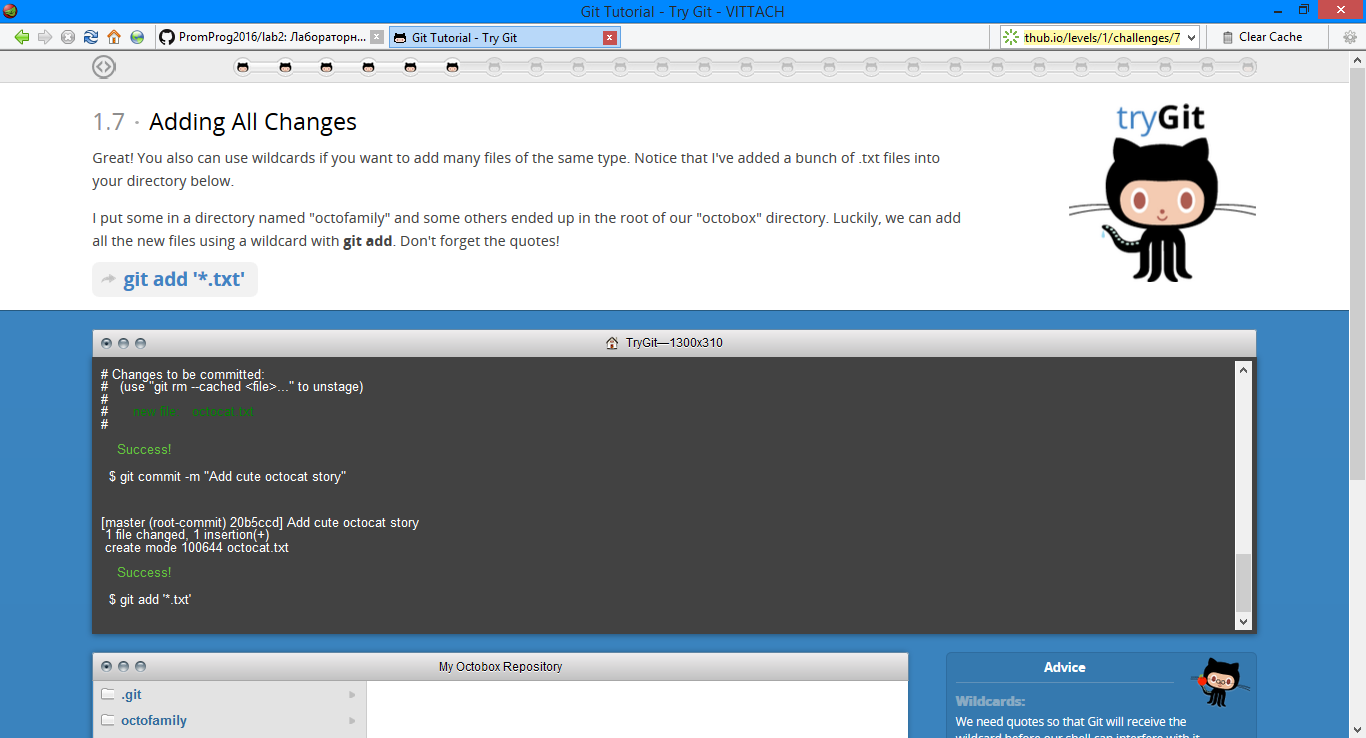 Git Tutorial - Try Git - VITTACH
PromProg2016/lab2: Лабораторн...
Git Tutorial - Try Git
thub.io/levels/1/challenges/7
Clear Cache
1.7 · Adding All Changes
tryGit
Great! You also can use wildcards if you want to add many files of the same type. Notice that I've added a bunch of .txt files into
your directory below.
I put some in a directory named "octofamily" and some others ended up in the root of our "octobox" directory. Luckily, we can add
all the new files using a wildcard with git add. Don't forget the quotes!
git add '*.txt'
TryGit—1300x310
# Changes to be committed:
#   (use "git rm --cached <file>..." to unstage)
#
#     new file:   octocat.txt
#
Success!
$ git commit -m "Add cute octocat story"
[master (root-commit) 20b5ccd] Add cute octocat story
1 file changed, 1 insertion(+)
create mode 100644 octocat.txt
Success!
$ git add '*.txt'
My Octobox Repository
.git
octofamily
Advice
Wildcards:
We need quotes so that Git will receive the
wildcard before our shell can interfere with it.